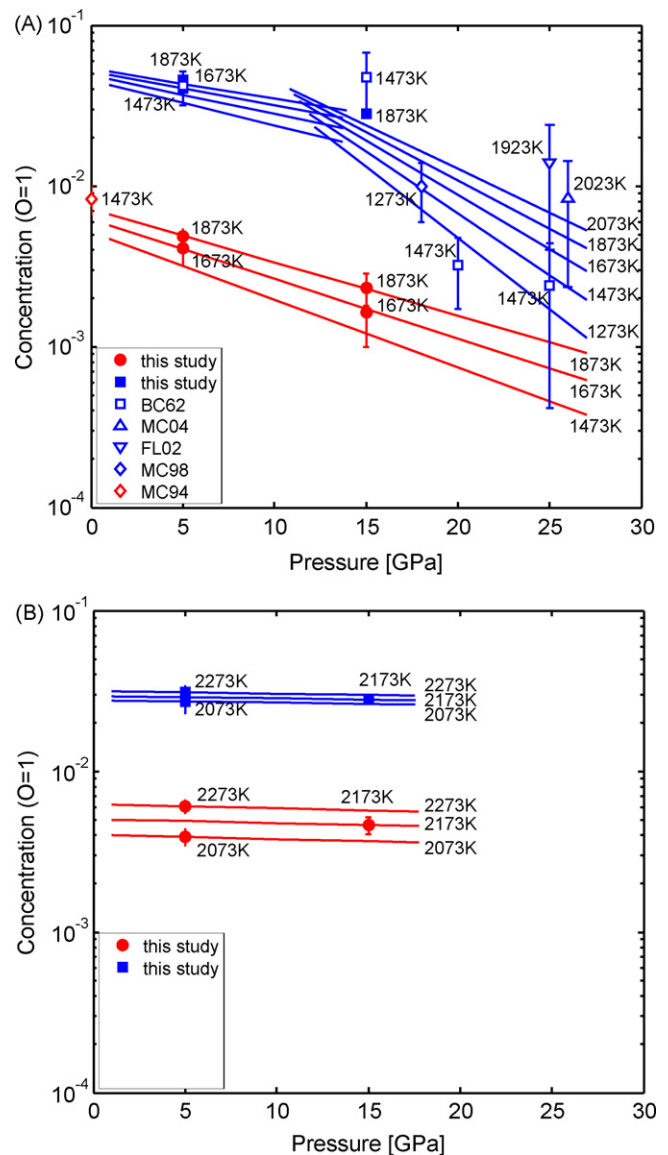 (A)
10^-1
10^-2
10^-3
10^-4
Concentration (O=1)
1873K
1673K
1473K
1473K
1873K
1473K
1873K
1673K
1273K
1473K
1923K
2023K
1473K
1873K
1673K
2073K
1873K
1673K
1473K
1273K
1873K
1673K
1473K
this study
this study
BC62
MC04
FL02
MC98
MC94
0 5 10 15 20 25 30
Pressure [GPa]
(B)
10^-1
10^-2
10^-3
10^-4
Concentration (O=1)
2273K
2073K
2173K
2273K
2173K
2073K
2273K
2073K
2173K
2273K
2173K
2073K
this study
this study
0 5 10 15 20 25 30
Pressure [GPa]